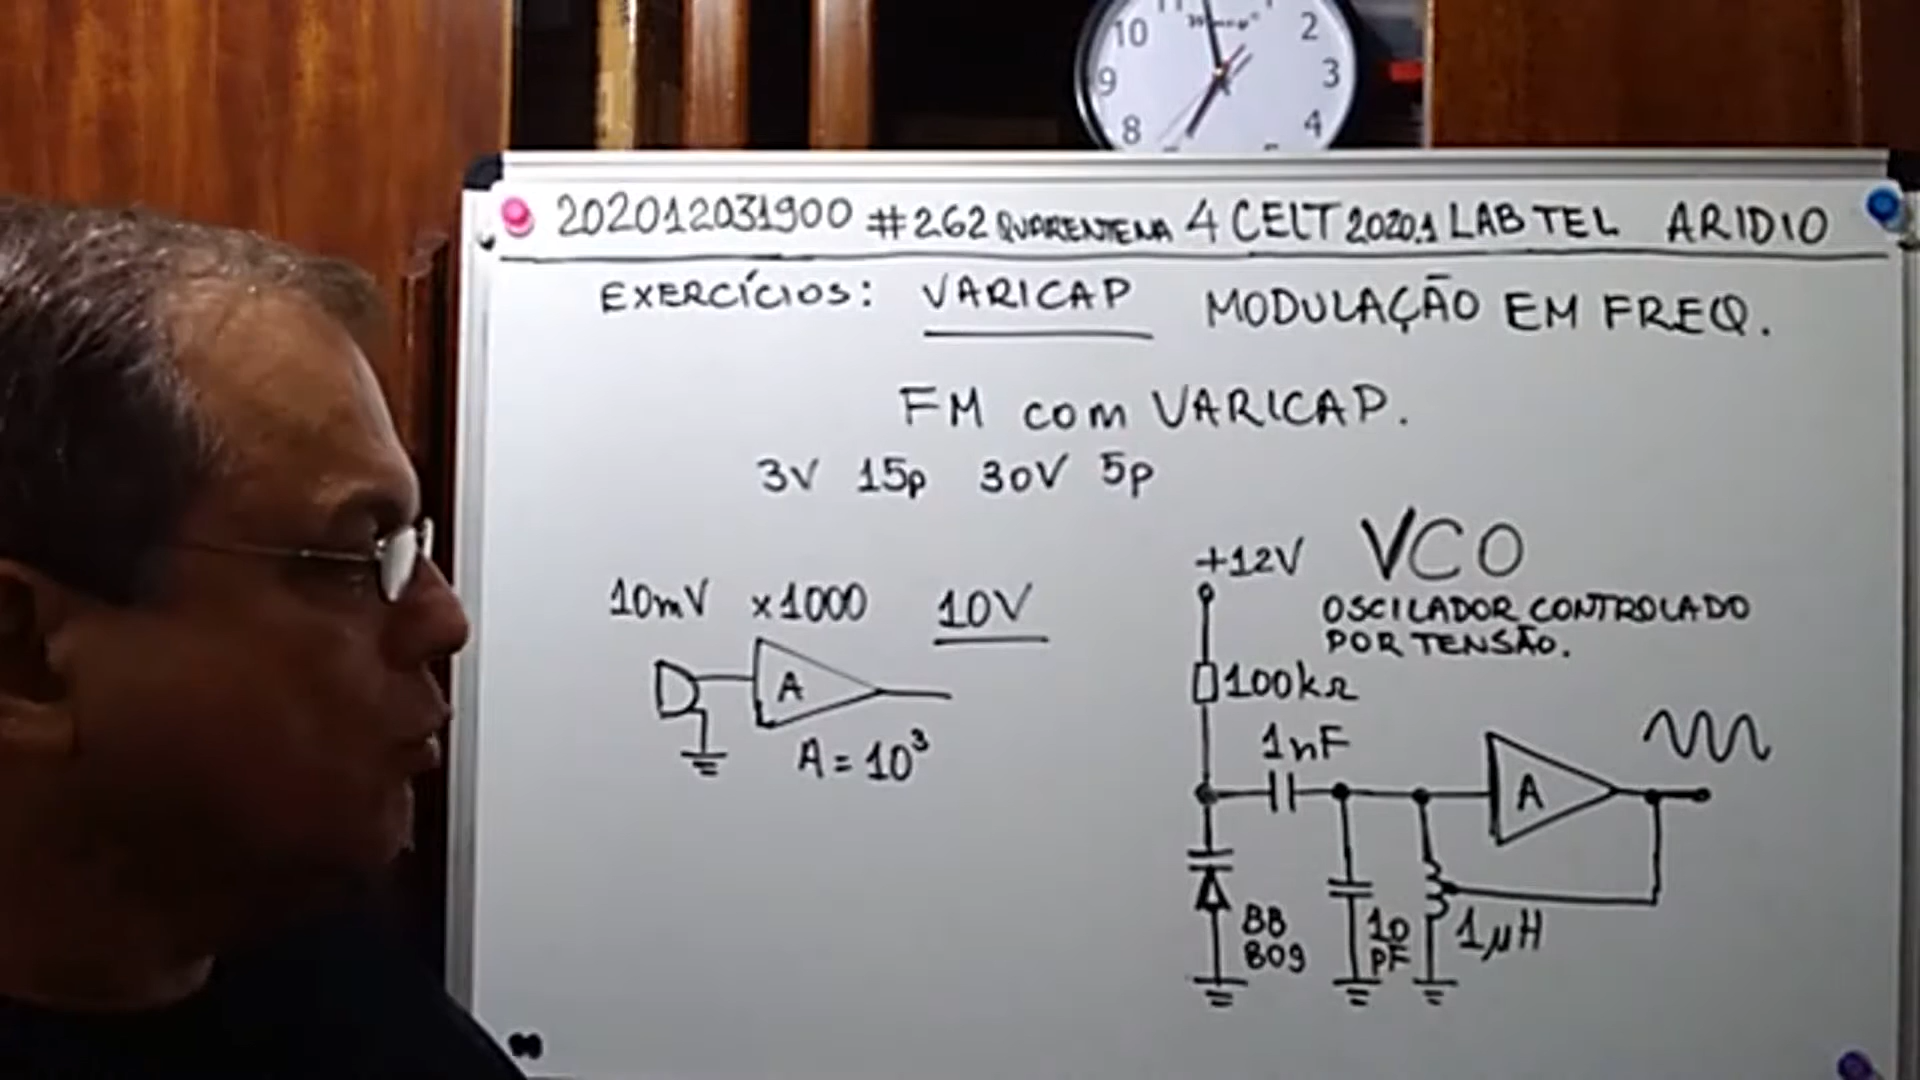 10 2
9 3
8 4
202012031900 #262 QUARENTENA 4 CELT 2020.1 LAB TEL ARIDIO
EXERCÍCIOS: VARICAP MODULAÇÃO EM FREQ.
FM com VARICAP.
3V 15p 30V 5p
+12V VCO
OSCILADOR CONTROLADO
POR TENSÃO.
10mV x1000 10V
100kΩ
A
A = 10³
1nF
A
BB
809
10
PF
1μH